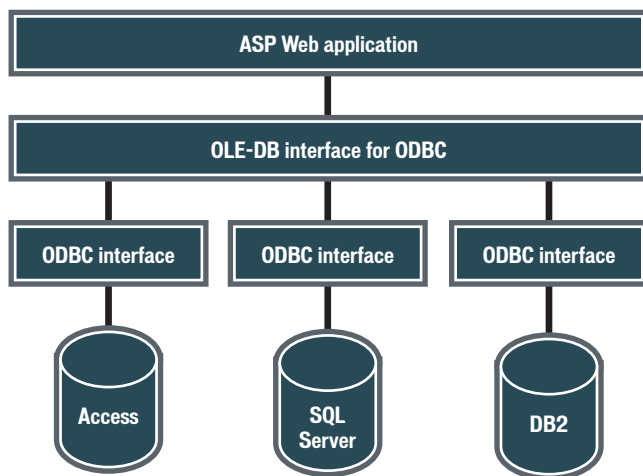 ASP Web application
OLE-DB interface for ODBC
ODBC interface
ODBC interface
ODBC interface
Access
SQL
Server
DB2